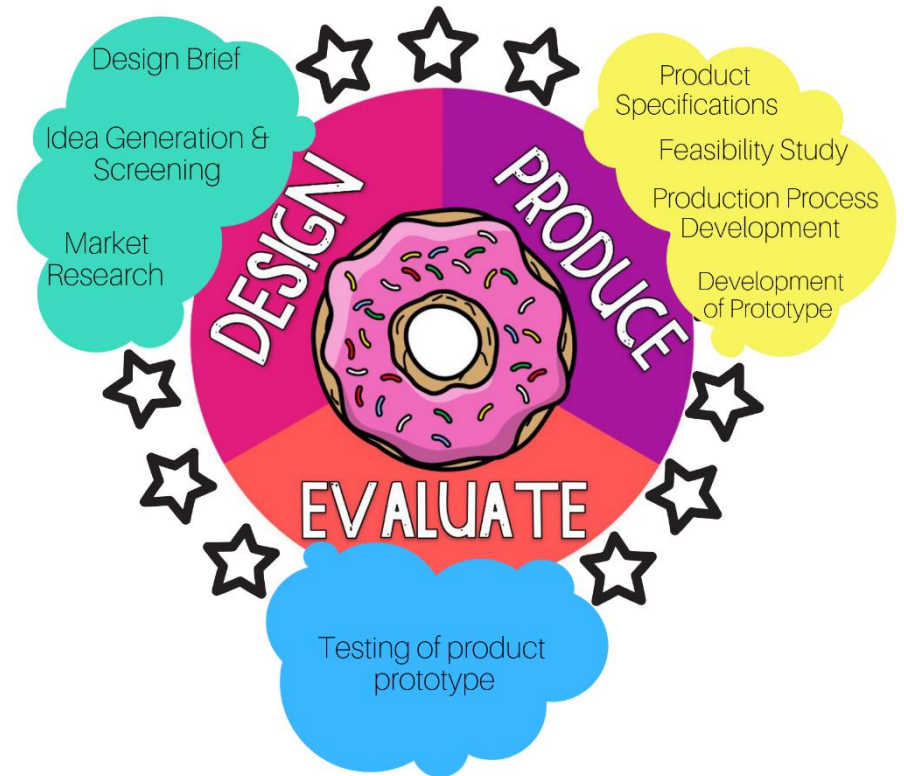 Design Brief
Idea Generation &
Screening
Market
Research
DESIGN
PRODUCE
Product
Specifications
Feasibility Study
Production Process
Development
Development
of Prototype
EVALUATE
Testing of product
prototype